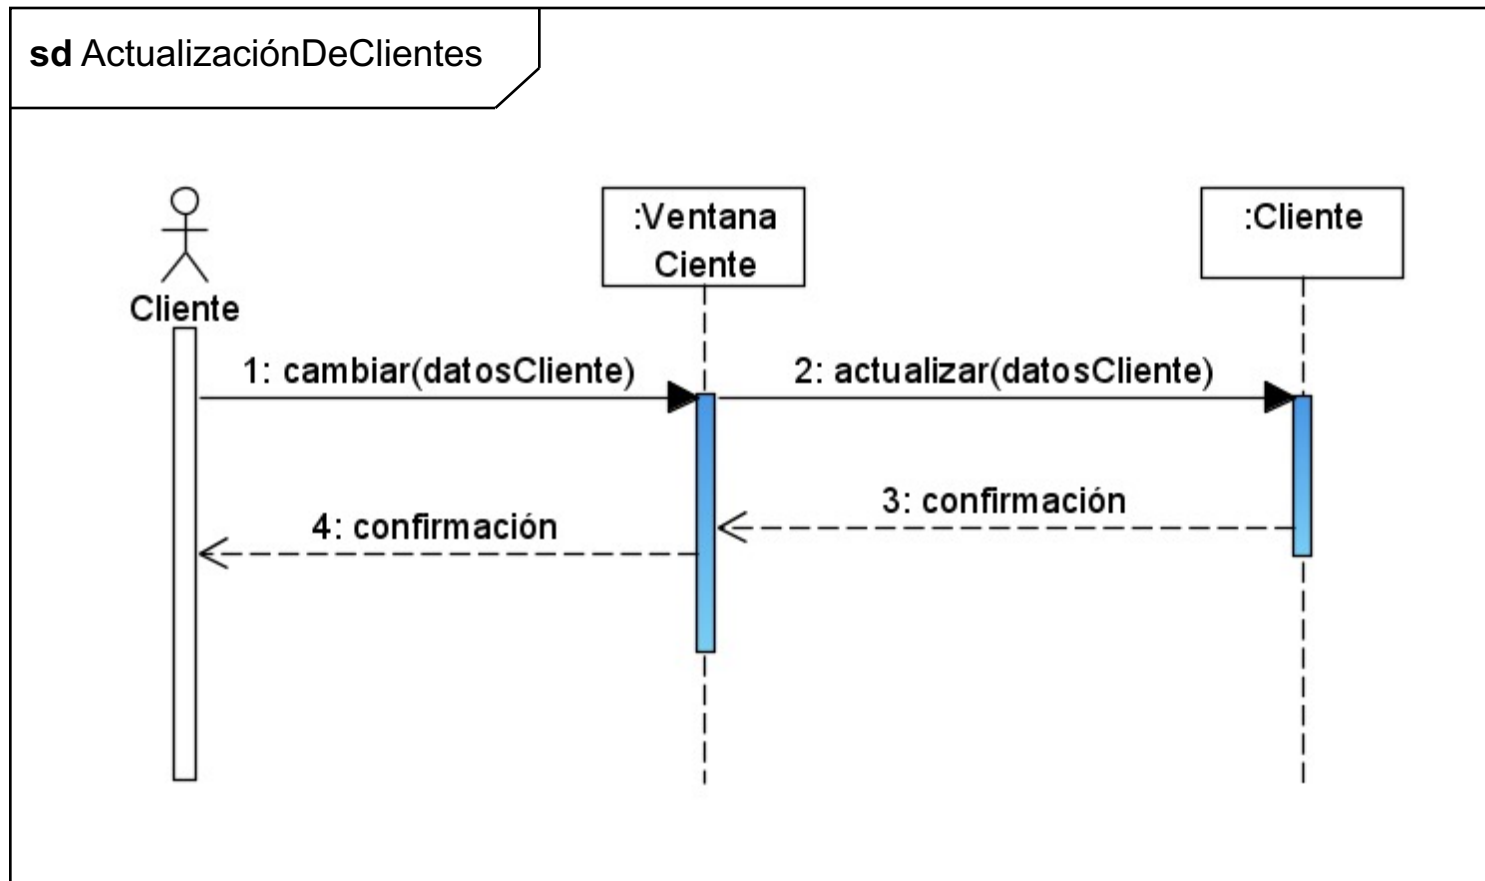 sd ActualizaciónDeClientes
Cliente
:Ventana
Ciente
:Cliente
1: cambiar(datosCliente)
2: actualizar(datosCliente)
3: confirmación
4: confirmación